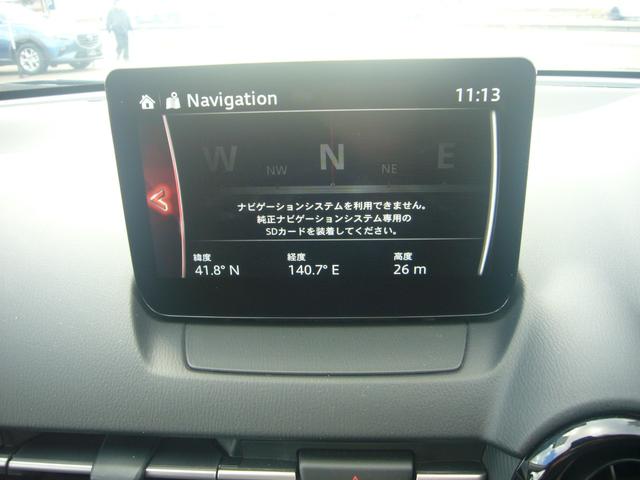 Navigation 11:13
W NW N NE E
ナビゲーションシステムを利用できません。
純正ナビゲーションシステム専用の
SDカードを装着してください。
緯度 経度 高度
41.8° N 140.7° E 26 m